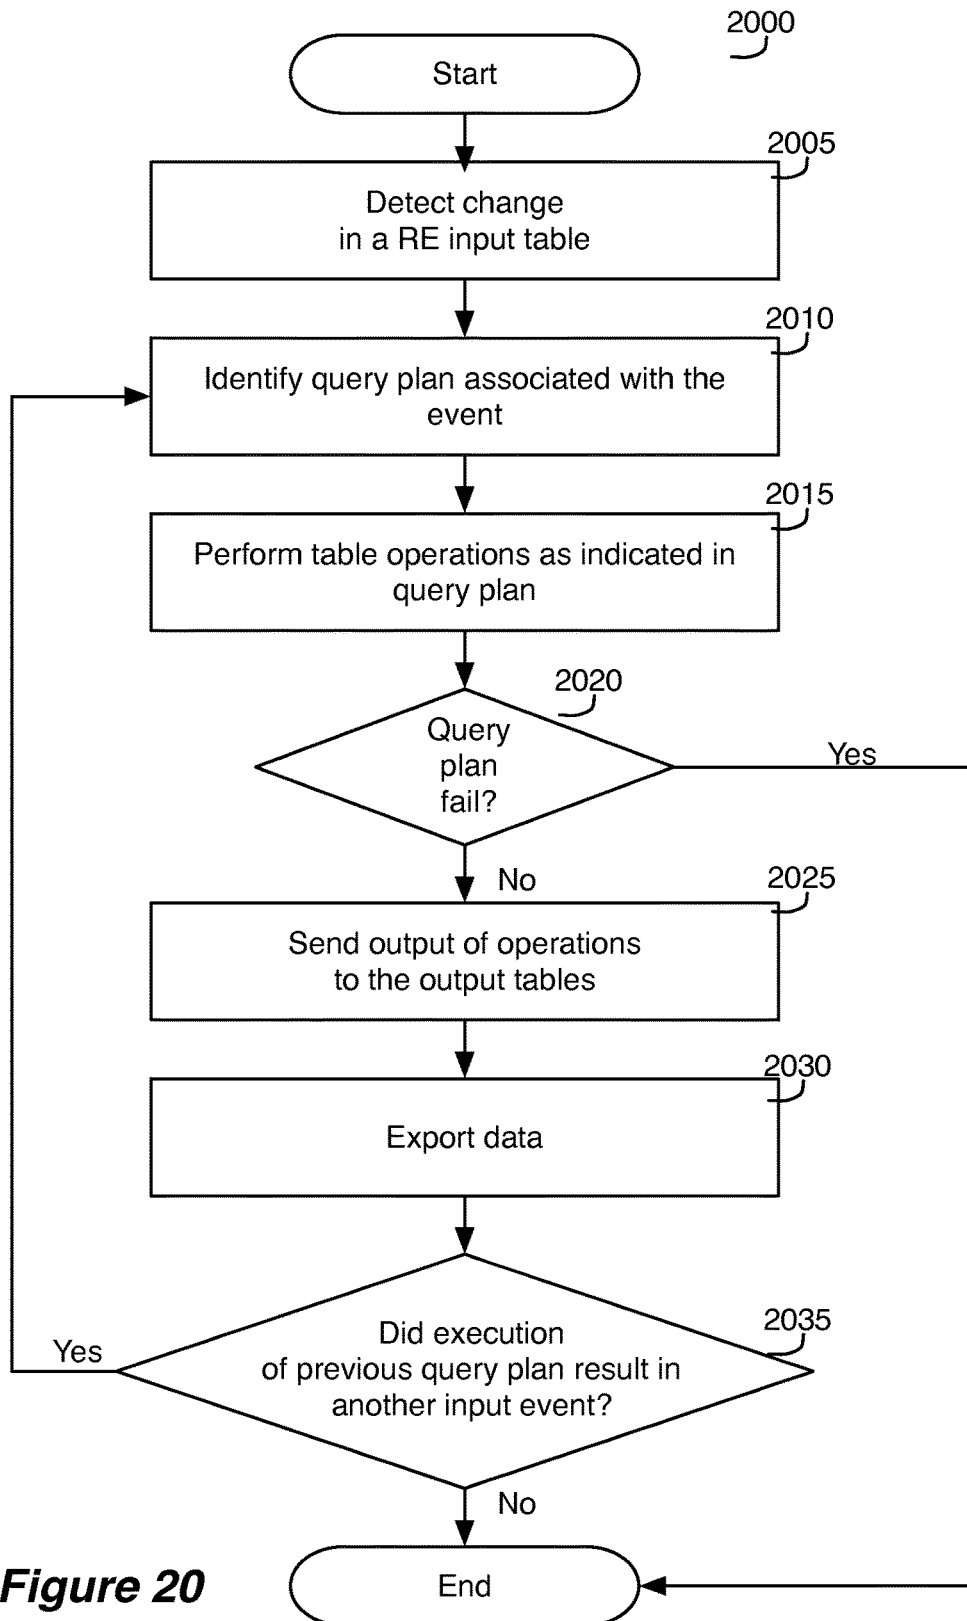 2000
Start
2005
Detect change
in a RE input table
2010
Identify query plan associated with the
event
2015
Perform table operations as indicated in
query plan
2020
Query
plan
fail?
Yes
No
2025
Send output of operations
to the output tables
2030
Export data
2035
Did execution
of previous query plan result in
another input event?
Yes
No
End
Figure 20